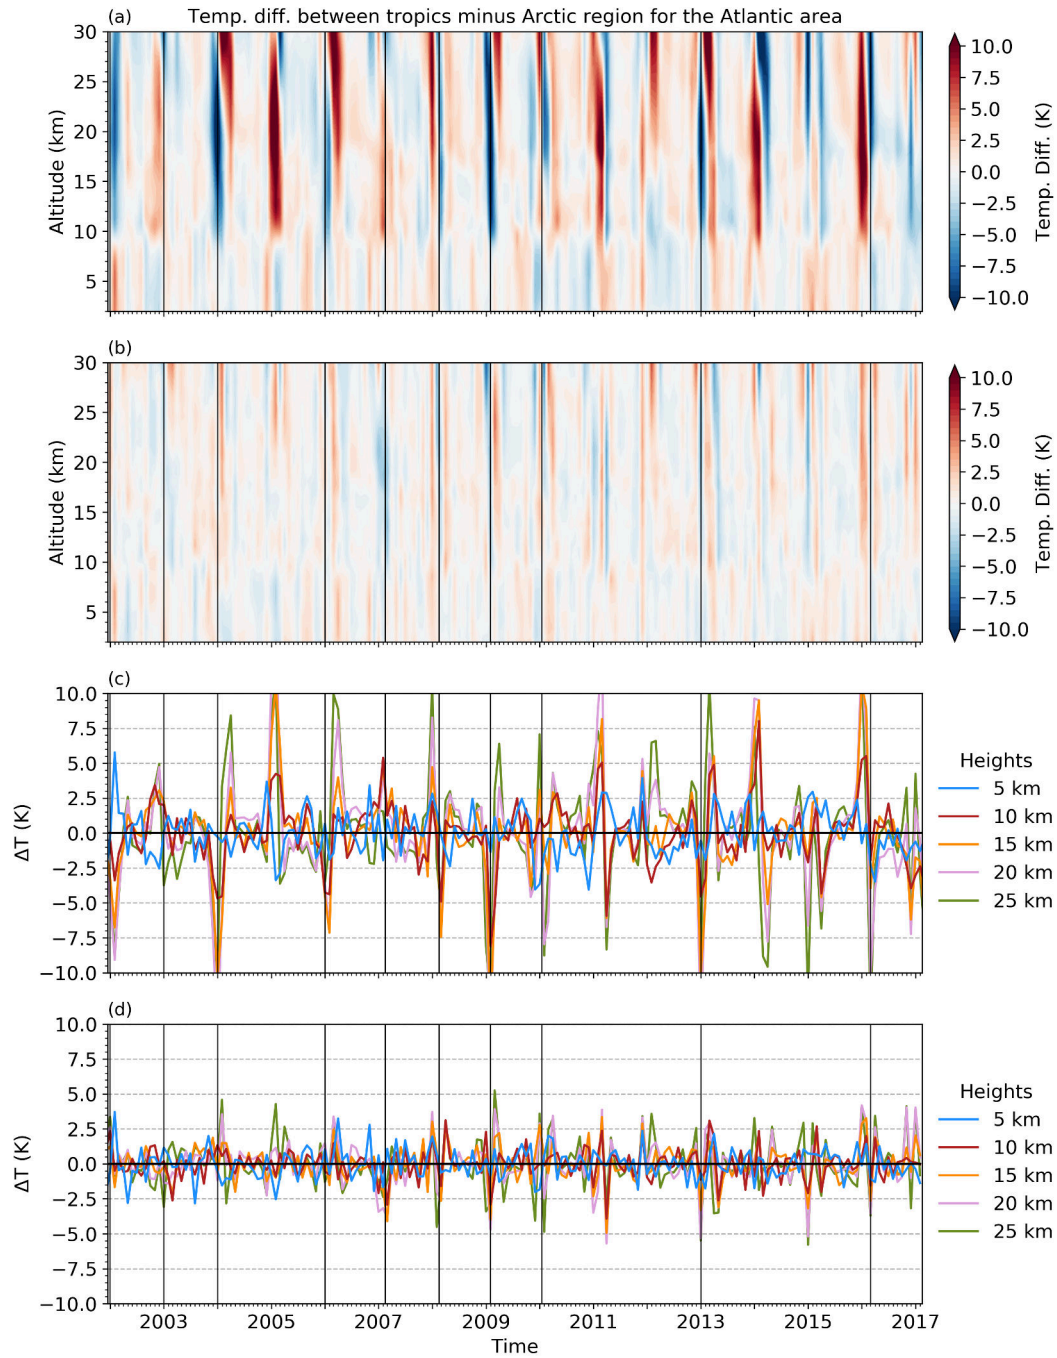 (a)
Temp. diff. between tropics minus Arctic region for the Atlantic area
30
25
20
15
10
5
Altitude (km)
10.0
7.5
5.0
2.5
0.0
−2.5
−5.0
−7.5
−10.0
Temp. Diff. (K)
(b)
30
25
20
15
10
5
Altitude (km)
10.0
7.5
5.0
2.5
0.0
−2.5
−5.0
−7.5
−10.0
Temp. Diff. (K)
(c)
10.0
7.5
5.0
2.5
0.0
−2.5
−5.0
−7.5
−10.0
ΔT (K)
Heights
5 km
10 km
15 km
20 km
25 km
(d)
10.0
7.5
5.0
2.5
0.0
−2.5
−5.0
−7.5
−10.0
ΔT (K)
Heights
5 km
10 km
15 km
20 km
25 km
2003 2005 2007 2009 2011 2013 2015 2017
Time